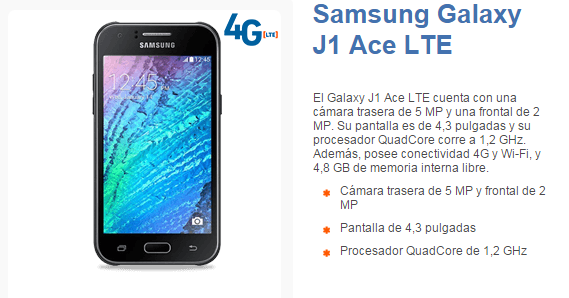 4G (LTE)
SAMSUNG
12:45
12:45
Samsung Galaxy
J1 Ace LTE
El Galaxy J1 Ace LTE cuenta con una
cámara trasera de 5 MP y una frontal de 2
MP. Su pantalla es de 4,3 pulgadas y su
procesador QuadCore corre a 1,2 GHz.
Además, posee conectividad 4G y Wi-Fi, y
4,8 GB de memoria interna libre.
Cámara trasera de 5 MP y frontal de 2
MP
Pantalla de 4,3 pulgadas
Procesador QuadCore de 1,2 GHz